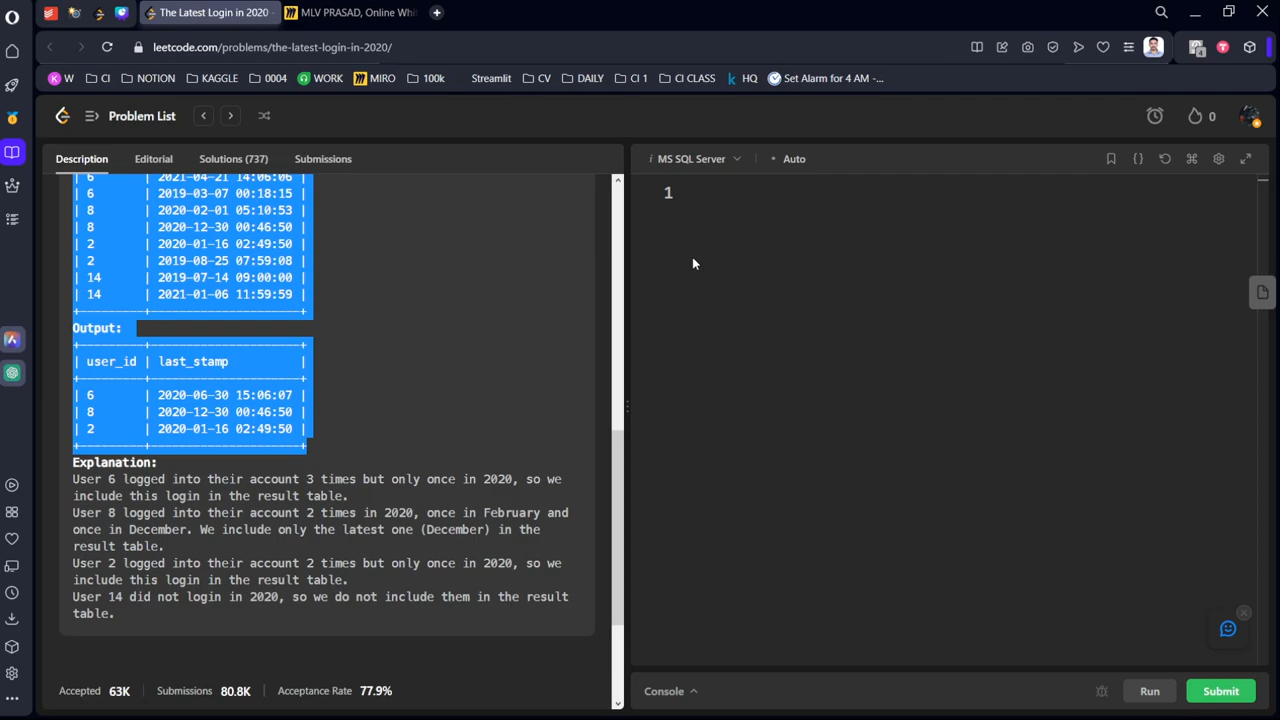 The Latest Login in 2020
MLV PRASAD, Online Whi
leetcode.com/problems/the-latest-login-in-2020/
W
CI
NOTION
KAGGLE
0004
WORK
MIRO
100k
Streamlit
CV
DAILY
CI 1
CI CLASS
HQ
Set Alarm for 4 AM -...
Problem List
0
Description
Editorial
Solutions (737)
Submissions
i MS SQL Server
• Auto
| 6 | 2021-04-21 14:06:06 |
| 6 | 2019-03-07 00:18:15 |
| 8 | 2020-02-01 05:10:53 |
| 8 | 2020-12-30 00:46:50 |
| 2 | 2020-01-16 02:49:50 |
| 2 | 2019-08-25 07:59:08 |
| 14 | 2019-07-14 09:00:00 |
| 14 | 2021-01-06 11:59:59 |
+---------+---------------------+
Output:
+---------+---------------------+
| user_id | last_stamp |
+---------+---------------------+
| 6 | 2020-06-30 15:06:07 |
| 8 | 2020-12-30 00:46:50 |
| 2 | 2020-01-16 02:49:50 |
+---------+---------------------+
Explanation:
User 6 logged into their account 3 times but only once in 2020, so we
include this login in the result table.
User 8 logged into their account 2 times in 2020, once in February and
once in December. We include only the latest one (December) in the
result table.
User 2 logged into their account 2 times but only once in 2020, so we
include this login in the result table.
User 14 did not login in 2020, so we do not include them in the result
table.
1
Accepted 63K
Submissions 80.8K
Acceptance Rate 77.9%
Console
Run
Submit